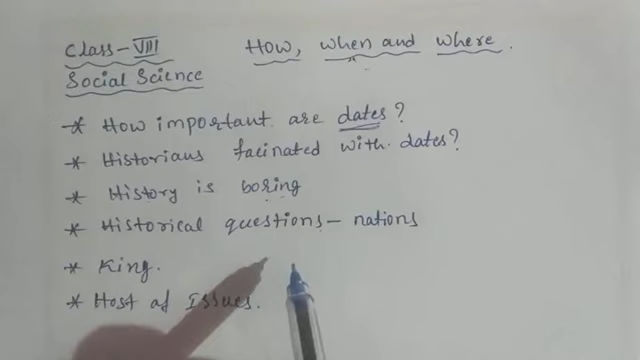 Class-VIII How, when and where.
Social Science
* How important are dates?
* Historians facinated with dates?
* History is boring
* Historical questions - nations
* King.
* Host of Issues.